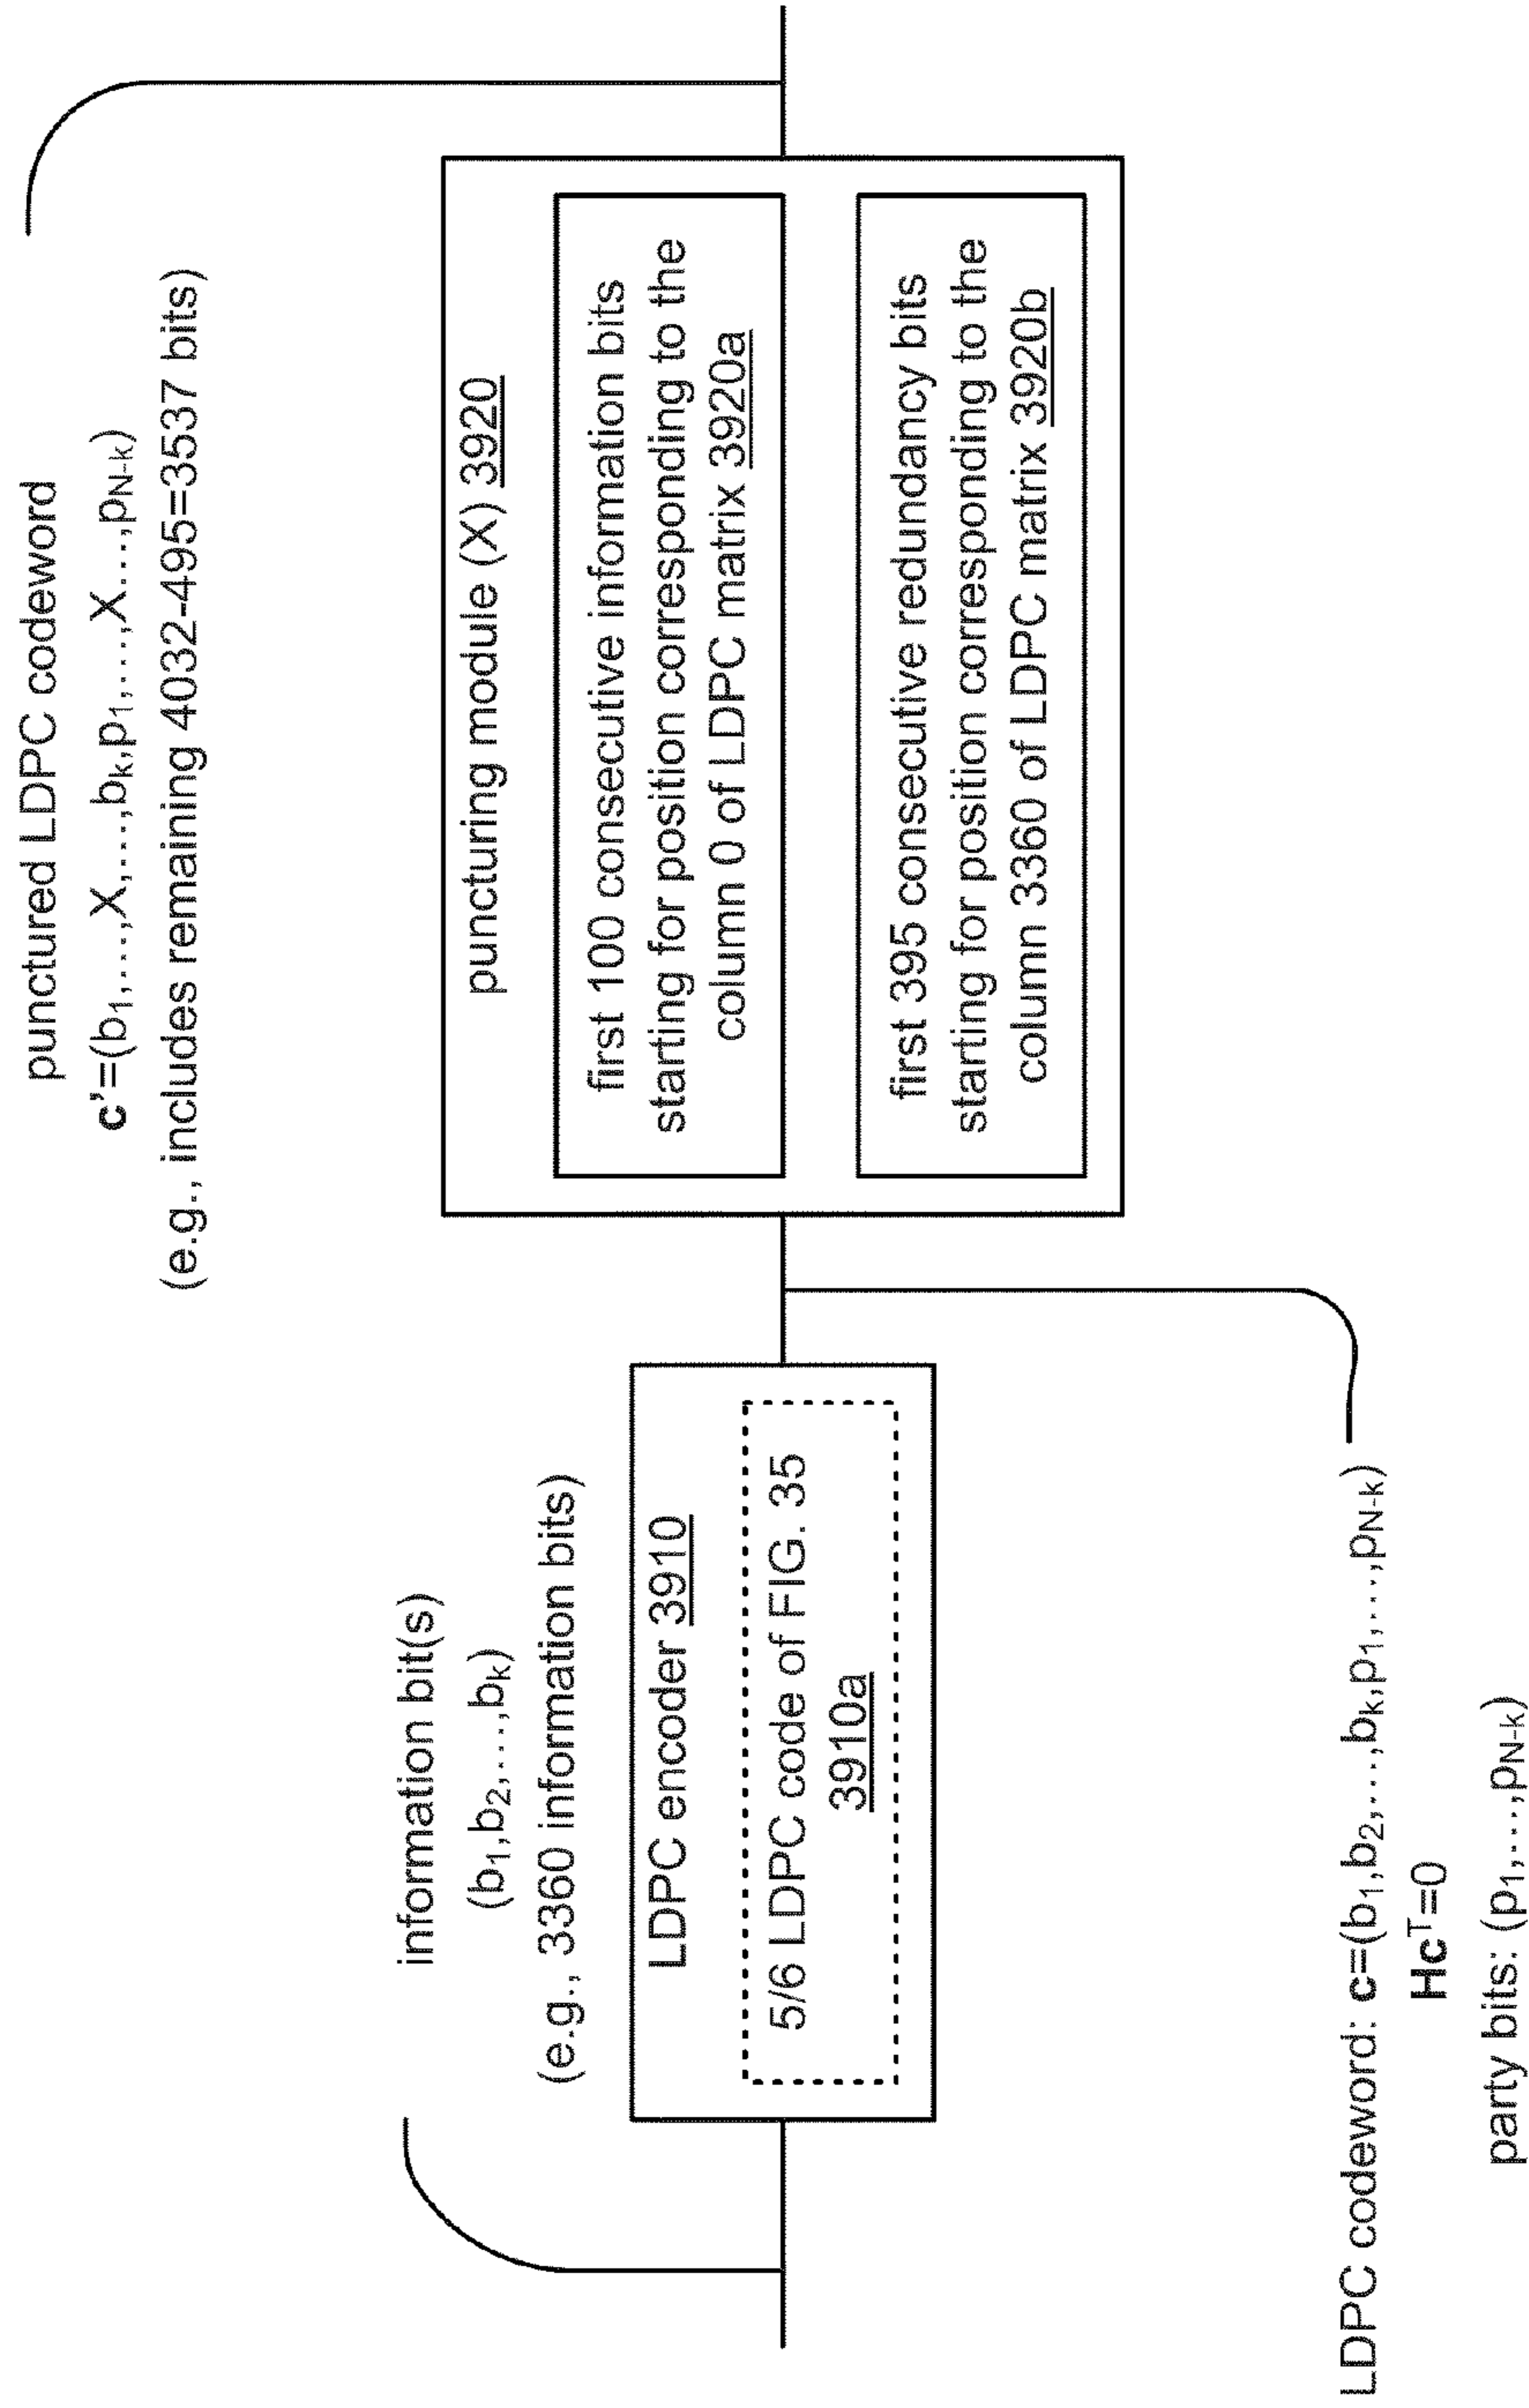 information bit(s)
(b1,b2,...,bk)
(e.g., 3360 information bits)
LDPC encoder 3910
5/6 LDPC code of FIG. 35
3910a
LDPC codeword: c=(b1,b2,...,bk,p1,...,pN-k)
HcT=0
party bits: (p1,...,pN-k)
punctured LDPC codeword
c'=(b1,...,X,...,bk,p1,...,X...,pN-k)
(e.g., includes remaining 4032-495=3537 bits)
puncturing module (X) 3920
first 100 consecutive information bits
starting for position corresponding to the
column 0 of LDPC matrix 3920a
first 395 consecutive redundancy bits
starting for position corresponding to the
column 3360 of LDPC matrix 3920b